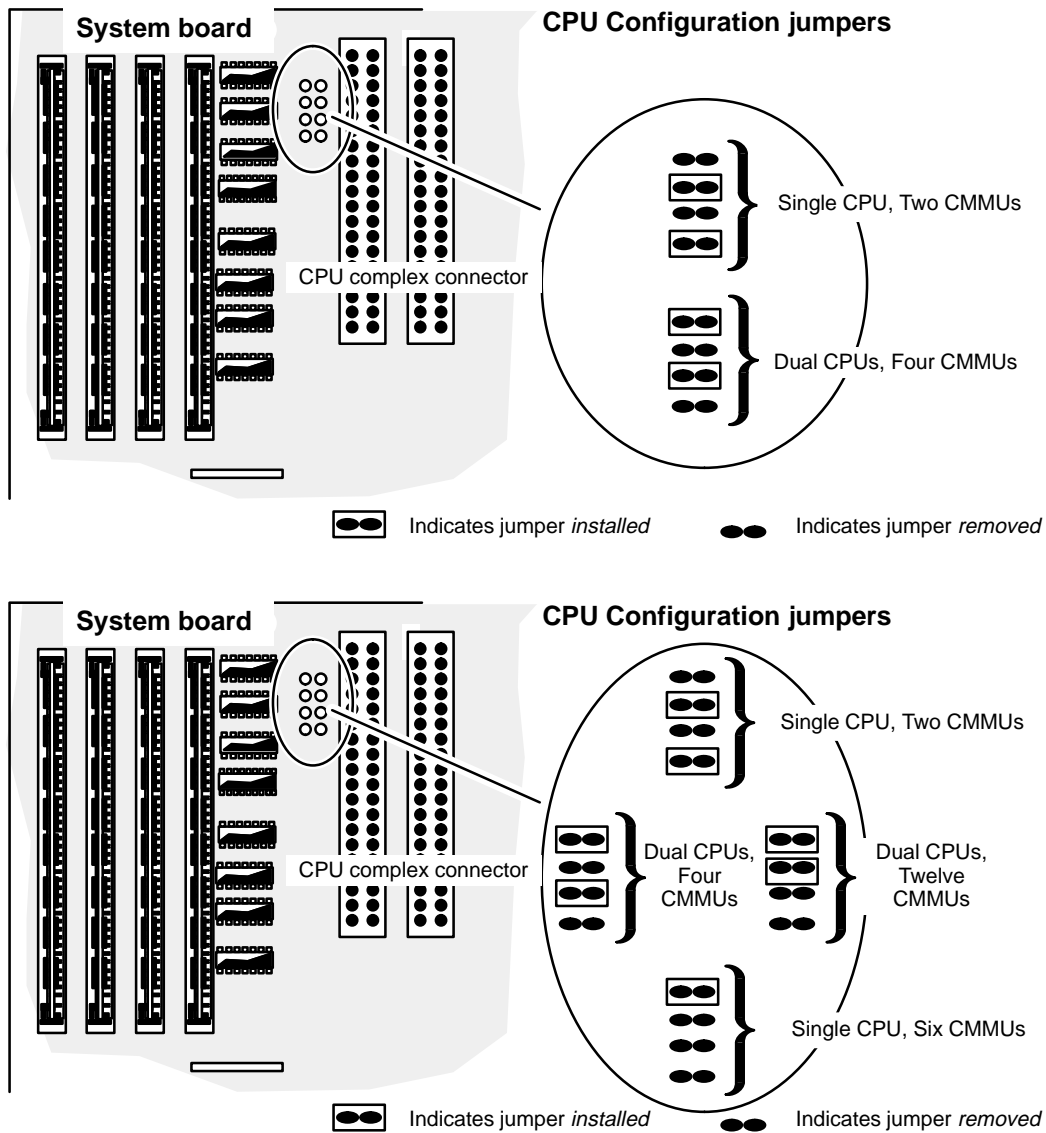 System board
CPU Configuration jumpers
Single CPU, Two CMMUs
CPU complex connector
Dual CPUs, Four CMMUs
Indicates jumper installed
Indicates jumper removed
System board
CPU Configuration jumpers
Single CPU, Two CMMUs
Dual CPUs,
Four
CMMUs
Dual CPUs,
Twelve
CMMUs
CPU complex connector
Single CPU, Six CMMUs
Indicates jumper installed
Indicates jumper removed